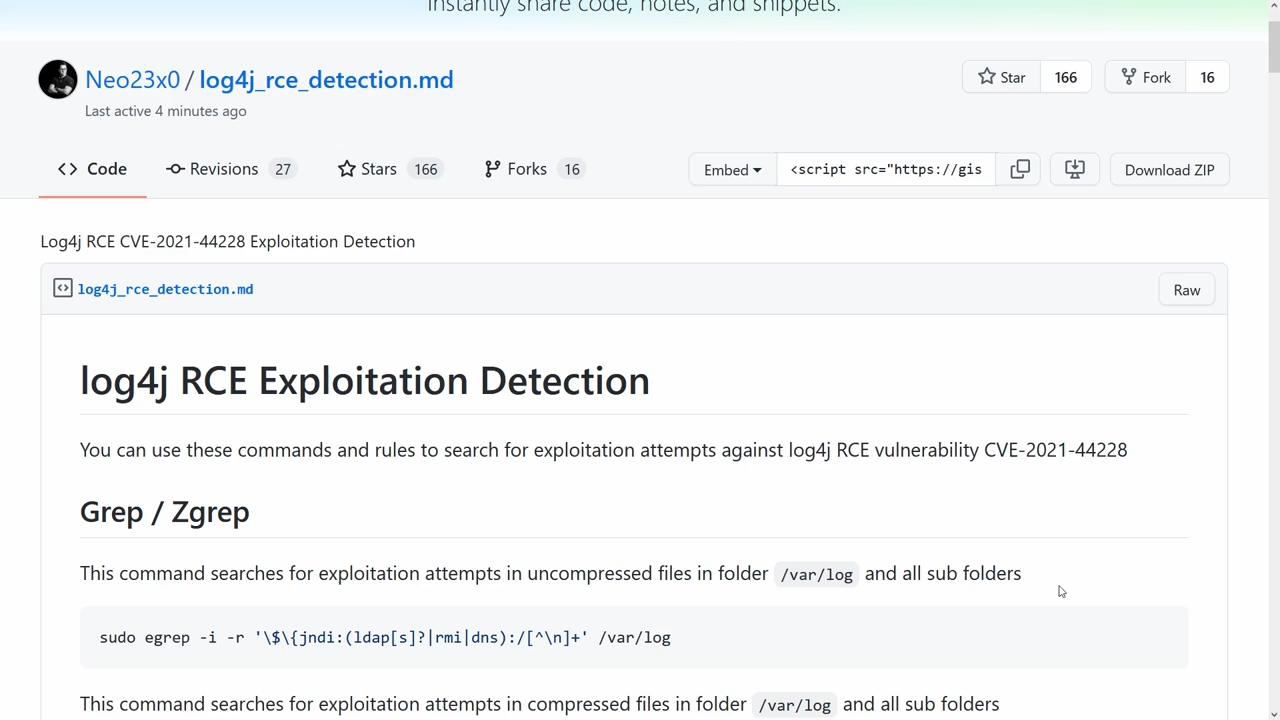 Instantly share code, notes, and snippets.
Neo23x0 / log4j_rce_detection.md
Star 166
Fork 16
Last active 4 minutes ago
Code
Revisions 27
Stars 166
Forks 16
Embed
<script src="https://gis
Download ZIP
Log4j RCE CVE-2021-44228 Exploitation Detection
log4j_rce_detection.md
Raw
log4j RCE Exploitation Detection
You can use these commands and rules to search for exploitation attempts against log4j RCE vulnerability CVE-2021-44228
Grep / Zgrep
This command searches for exploitation attempts in uncompressed files in folder /var/log and all sub folders
sudo egrep -i -r '\$\{jndi:(ldap[s]?|rmi|dns):/[^\n]+' /var/log
This command searches for exploitation attempts in compressed files in folder /var/log and all sub folders